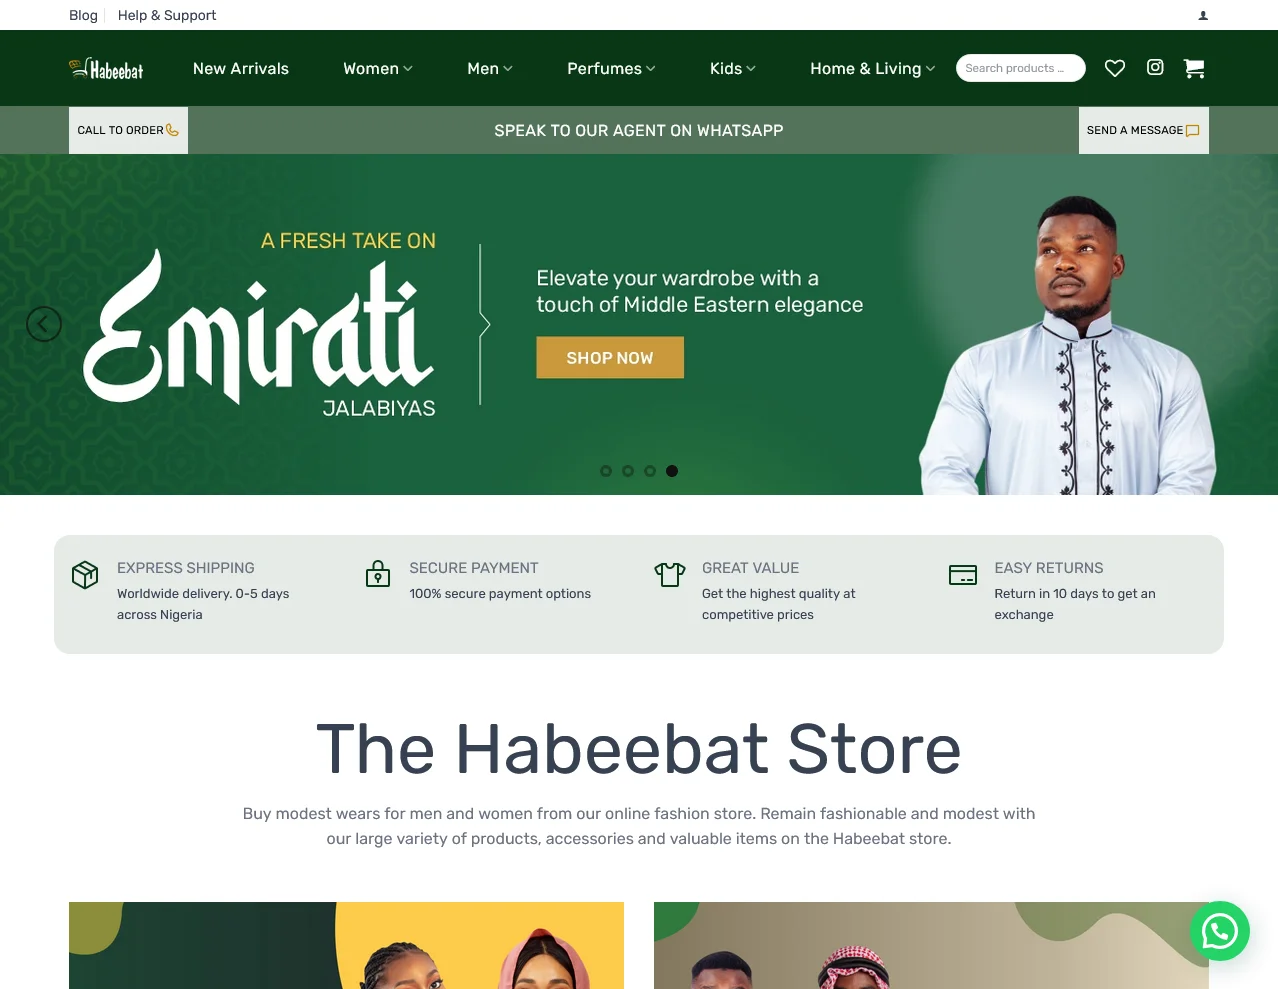 Blog
Help & Support
Habeebat
New Arrivals
Women
Men
Perfumes
Kids
Home & Living
Search products ...
CALL TO ORDER
SPEAK TO OUR AGENT ON WHATSAPP
SEND A MESSAGE
A FRESH TAKE ON
Emirati
JALABIYAS
Elevate your wardrobe with a
touch of Middle Eastern elegance
SHOP NOW
EXPRESS SHIPPING
Worldwide delivery. 0-5 days
across Nigeria
SECURE PAYMENT
100% secure payment options
GREAT VALUE
Get the highest quality at
competitive prices
EASY RETURNS
Return in 10 days to get an
exchange
The Habeebat Store
Buy modest wears for men and women from our online fashion store. Remain fashionable and modest with
our large variety of products, accessories and valuable items on the Habeebat store.